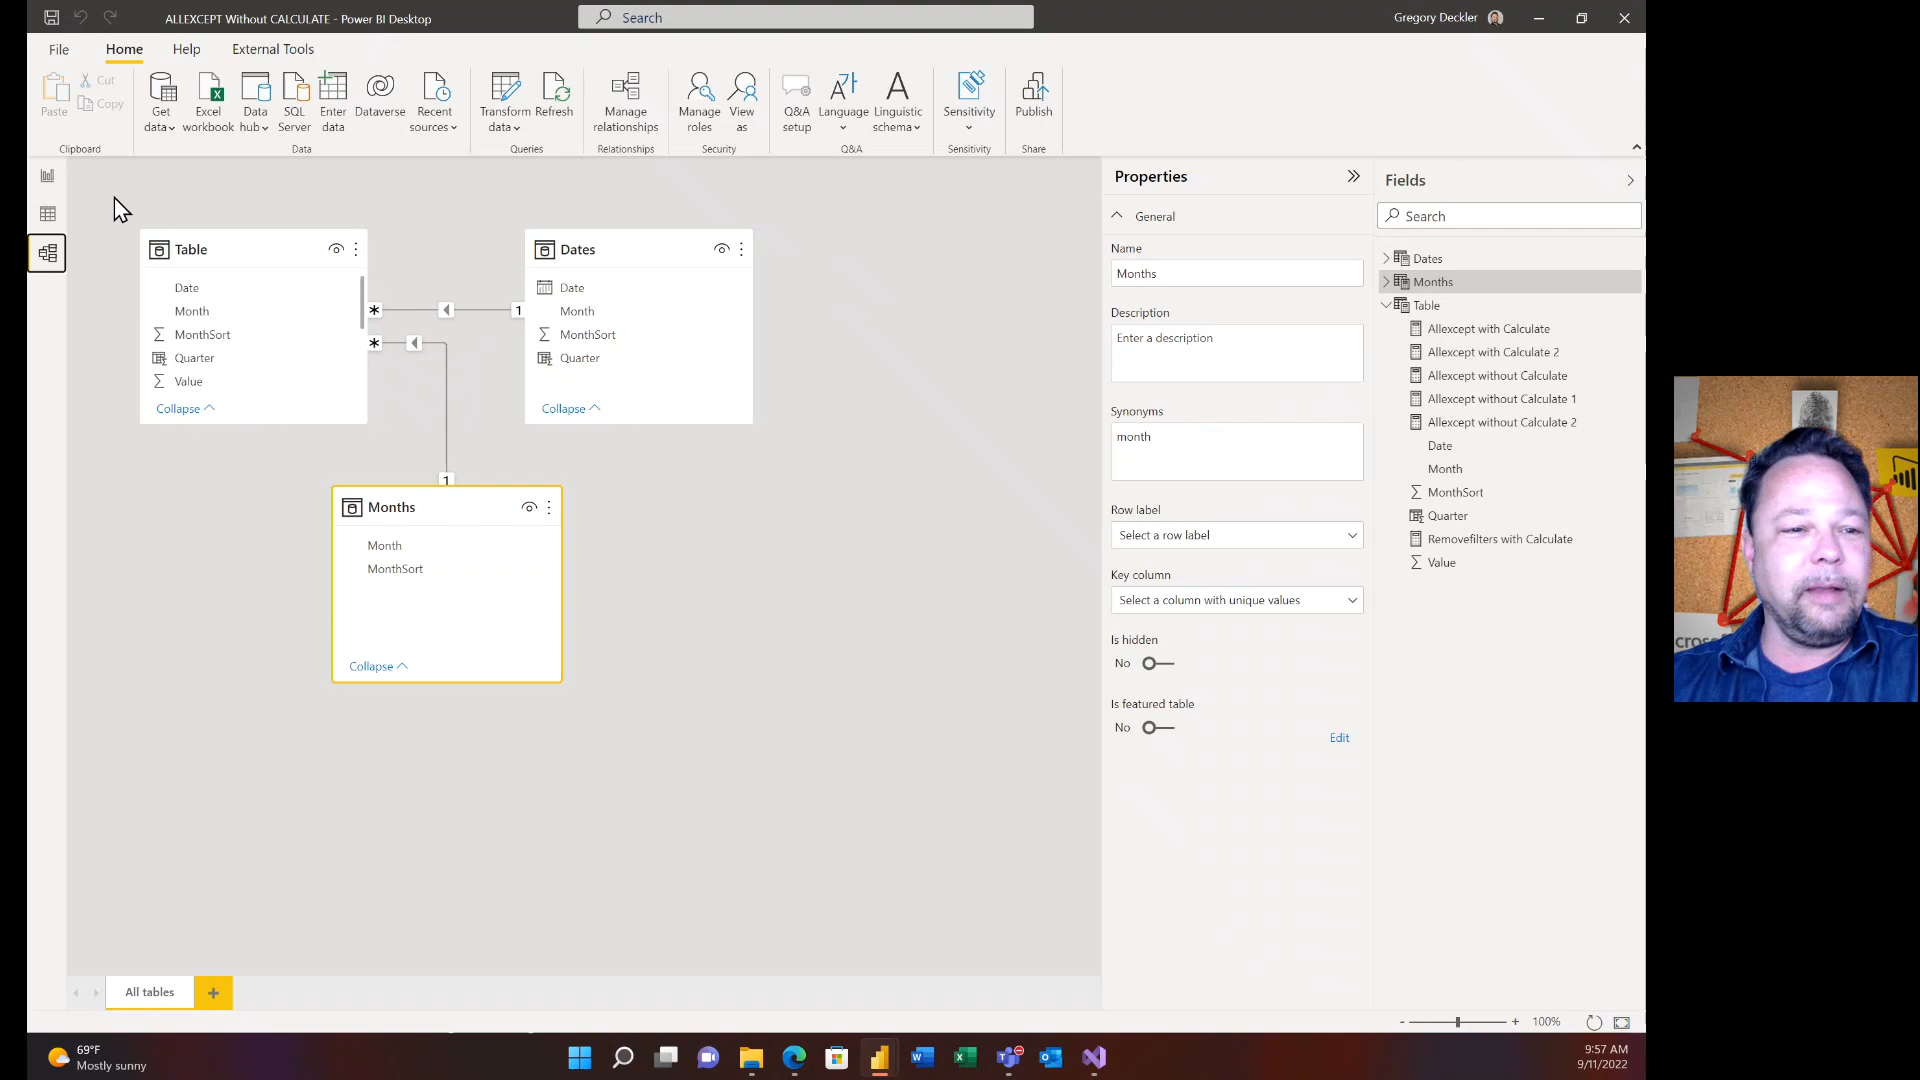 ALLEXCEPT Without CALCULATE - Power BI Desktop
Search
Gregory Deckler
File
Home
Help
External Tools
Paste
Cut
Copy
Get data
Excel workbook
Data hub
SQL Server
Enter data
Dataverse
Recent sources
Transform data
Refresh
Manage relationships
Manage roles
View as
Q&A setup
Language
Linguistic schema
Sensitivity
Publish
Clipboard
Data
Queries
Relationships
Security
Q&A
Sensitivity
Share
Table
Date
Month
MonthSort
Quarter
Value
Collapse
* 1
*
1
Dates
Date
Month
MonthSort
Quarter
Collapse
Months
Month
MonthSort
Collapse
Properties
General
Name
Months
Description
Enter a description
Synonyms
month
Row label
Select a row label
Key column
Select a column with unique values
Is hidden
No
Is featured table
No
Edit
Fields
Search
Dates
Months
Table
Allexcept with Calculate
Allexcept with Calculate 2
Allexcept without Calculate
Allexcept without Calculate 1
Allexcept without Calculate 2
Date
Month
MonthSort
Quarter
Removefilters with Calculate
Value
All tables
+
- + 100%
69°F
Mostly sunny
9:57 AM
9/11/2022